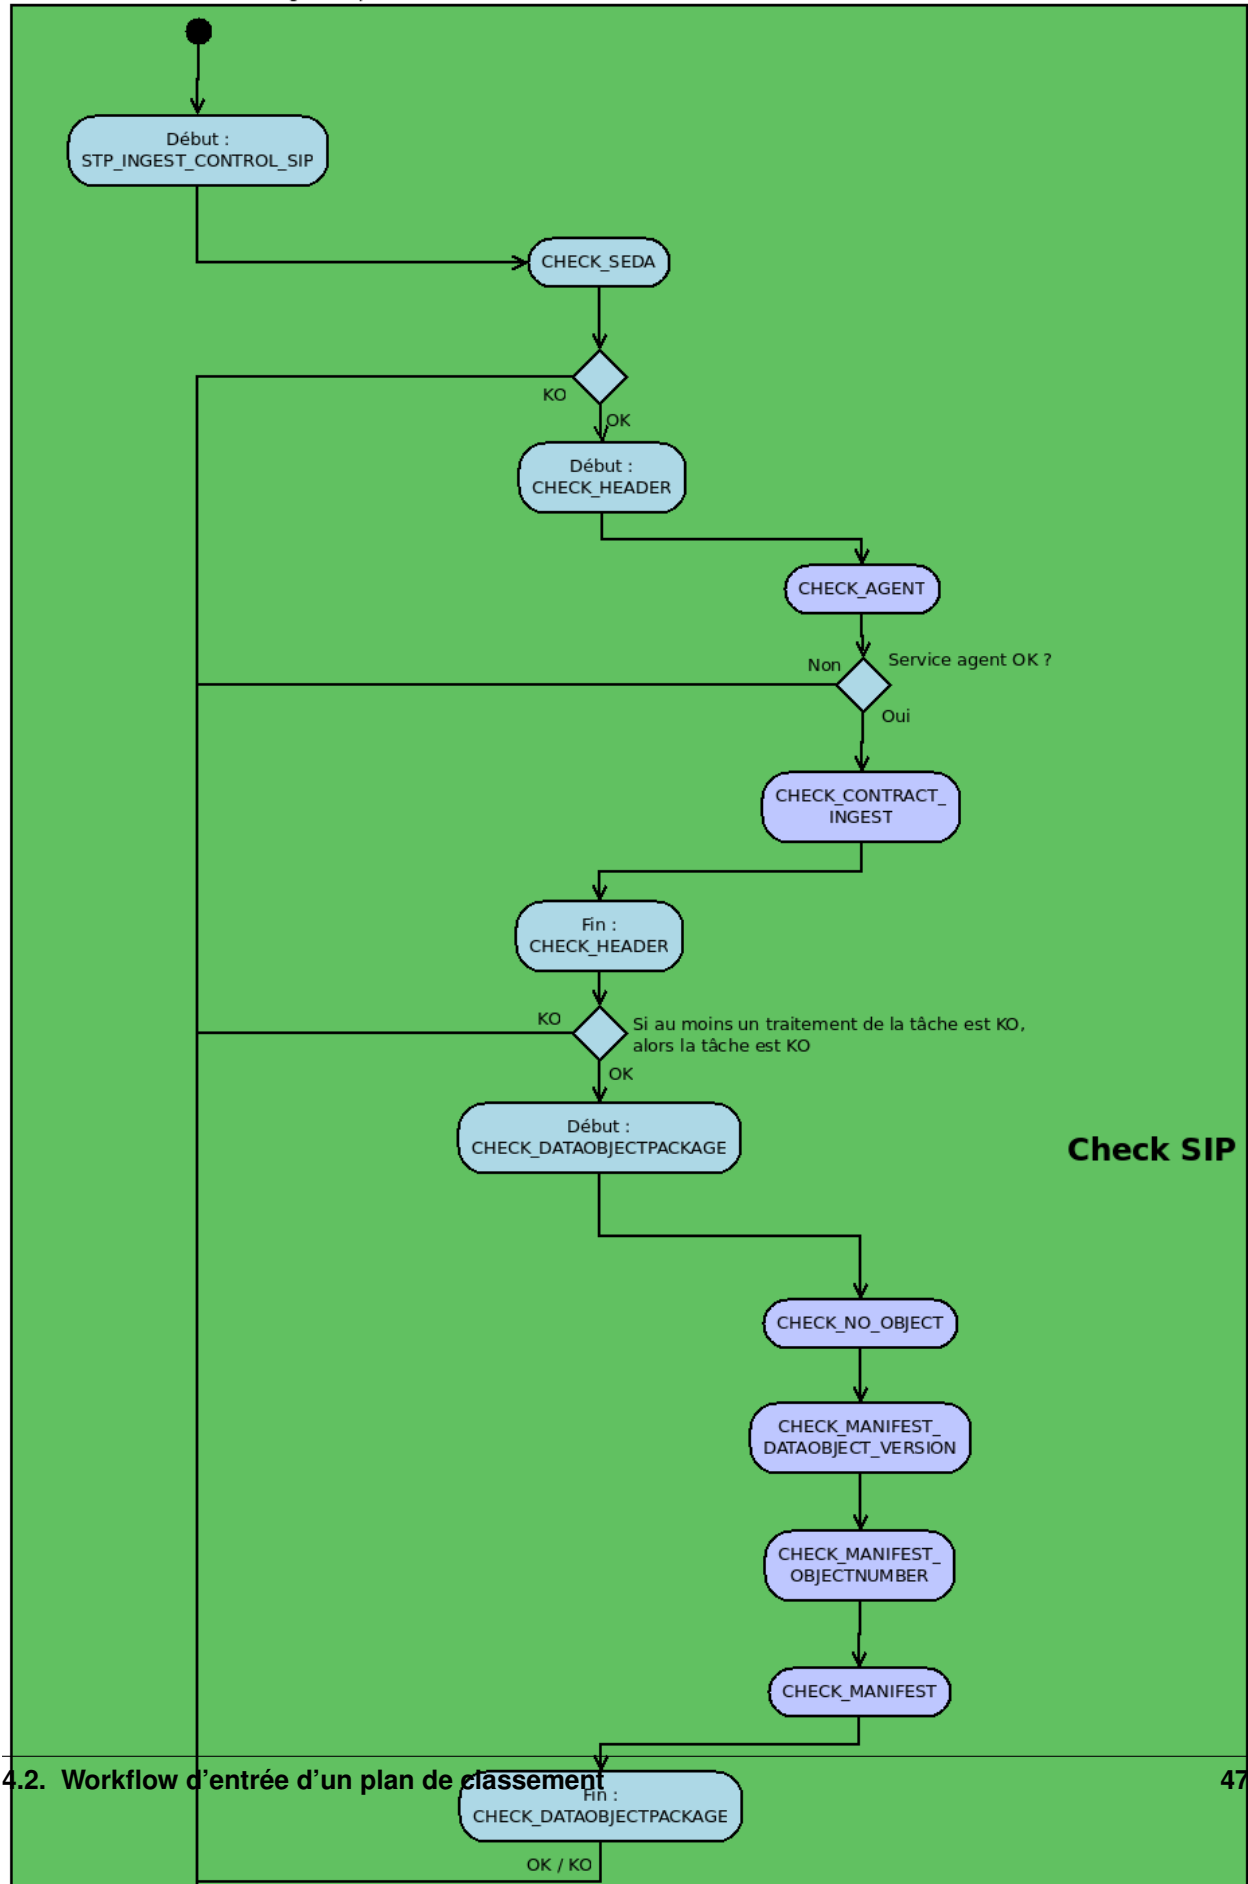 Début :
STP_INGEST_CONTROL_SIP
CHECK_SEDA
KO
OK
Début :
CHECK_HEADER
CHECK_AGENT
Non
Service agent OK ?
Oui
CHECK_CONTRACT_
INGEST
Fin :
CHECK_HEADER
KO
Si au moins un traitement de la tâche est KO,
alors la tâche est KO
OK
Début :
CHECK_DATAOBJECTPACKAGE
Check SIP
CHECK_NO_OBJECT
CHECK_MANIFEST_
DATAOBJECT_VERSION
CHECK_MANIFEST_
OBJECTNUMBER
CHECK_MANIFEST
4.2. Workflow d'entrée d'un plan de classement 47
Fin :
CHECK_DATAOBJECTPACKAGE
OK / KO